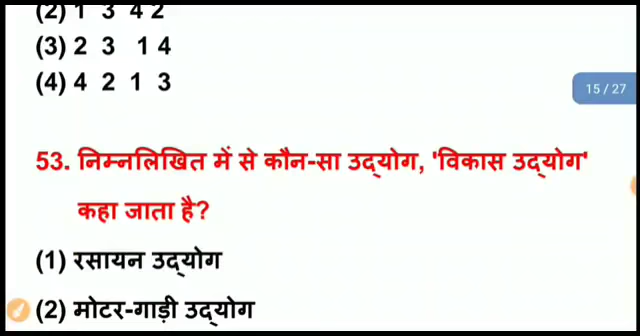 (2) 1 3 4 2
(3) 2 3 1 4
(4) 4 2 1 3
15 / 27
53. निम्नलिखित में से कौन-सा उद्‌योग, 'विकास उद्‌योग'
कहा जाता है?
(1) रसायन उद्‌योग
(2) मोटर-गाड़ी उद्‌योग